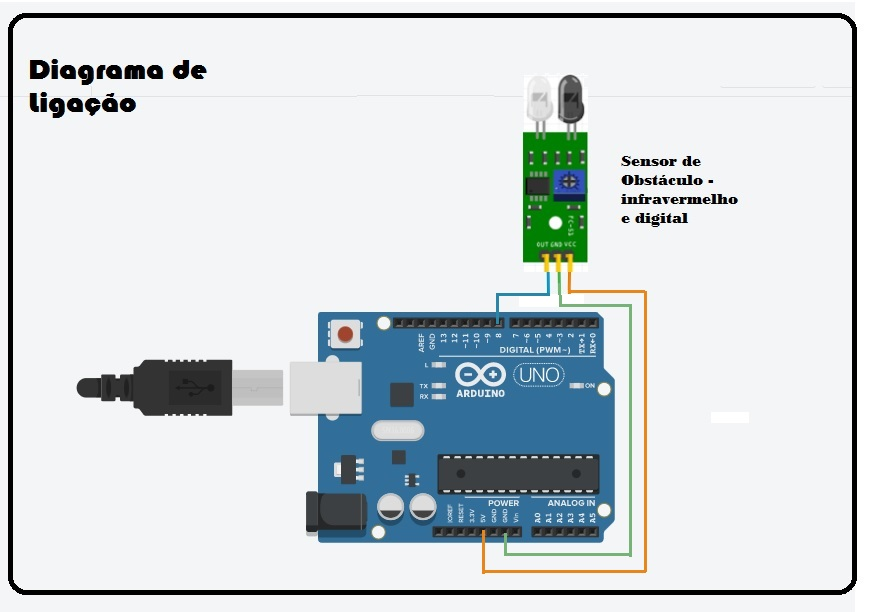 Diagrama de
Ligação
Sensor de
Obstáculo -
infravermelho
e digital
FC-51
OUT GND VCC
AREF
GND
13
12
~11
~10
~9
8
7
~6
~5
4
~3
2
TX→1
RX←0
DIGITAL (PWM~)
L
TX
RX
ARDUINO
UNO
ON
POWER
ANALOG IN
IOREF
RESET
3.3V
5V
GND
GND
Vin
A0
A1
A2
A3
A4
A5